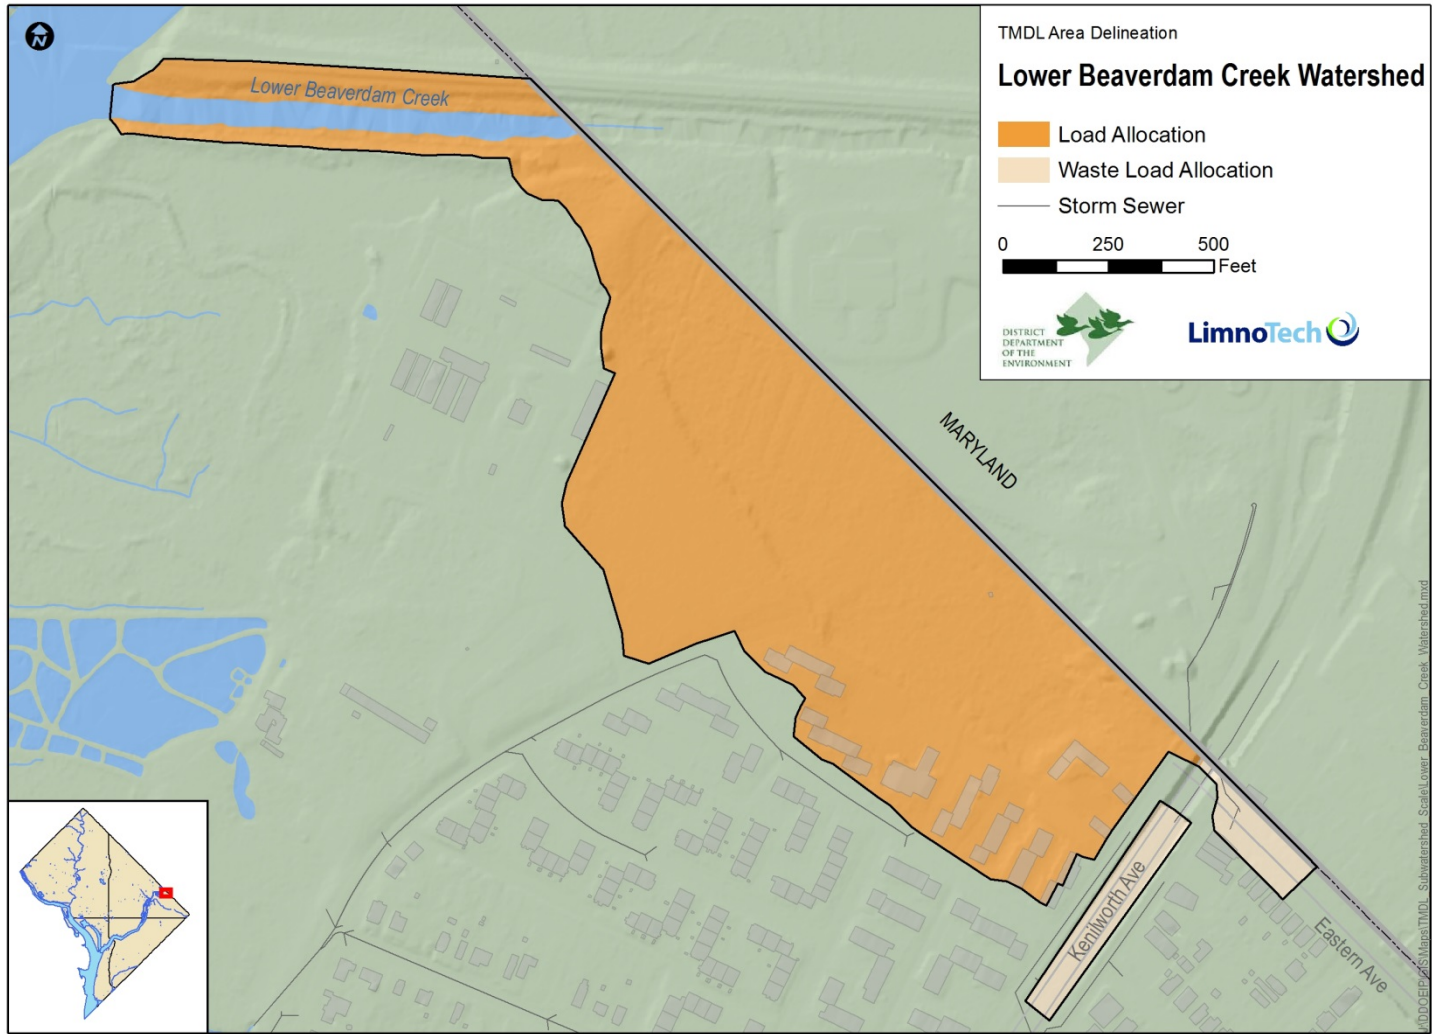 N
TMDL Area Delineation
Lower Beaverdam Creek Watershed
Load Allocation
Waste Load Allocation
Storm Sewer
0 250 500
Feet
DISTRICT
DEPARTMENT
OF THE
ENVIRONMENT
LimnoTech
Lower Beaverdam Creek
MARYLAND
Kenilworth Ave
Eastern Ave